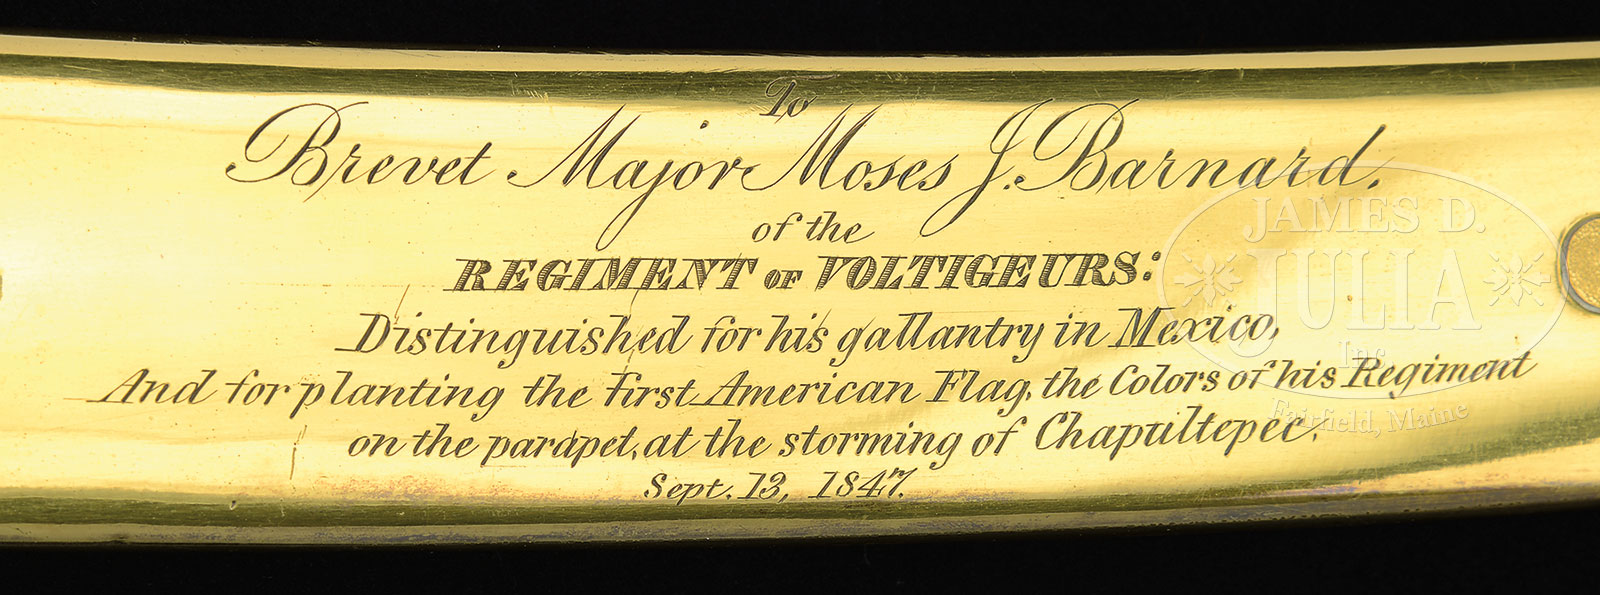 To
Brevet Major Moses J. Barnard.
of the
REGIMENT OF VOLTIGEURS:
Distinguished for his gallantry in Mexico,
And for planting the first American Flag, the Colors of his Regiment
on the parapet, at the storming of Chapultepec.
Sept. 13, 1847.
JAMES D.
JULIA
Inc.
Fairfield, Maine